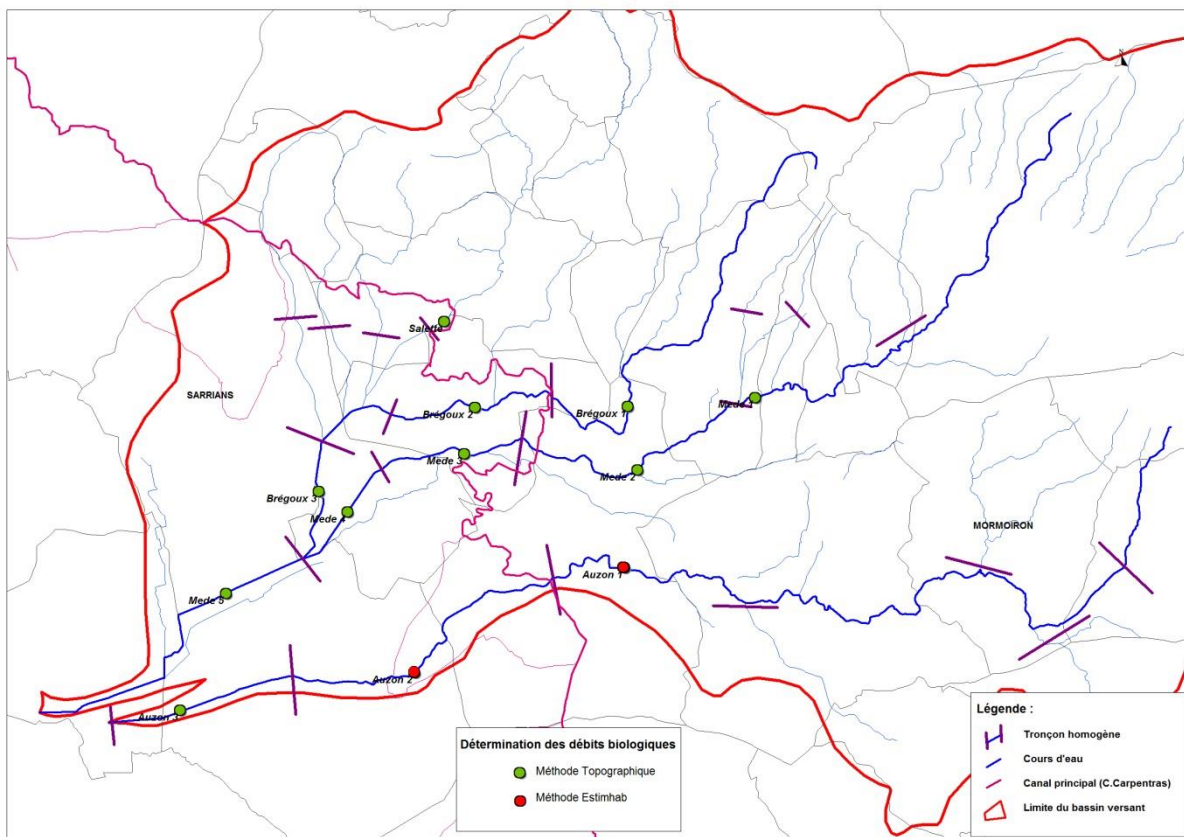 N
Salette
SARRIANS
Brégoux 2
Brégoux 1
Mede 1
Mede 3
Mede 2
Brégoux 3
Mede 4
MORMOIRON
Auzon 1
Mede 5
Auzon 2
Auzon 3
Détermination des débits biologiques
Méthode Topographique
Méthode Estimhab
Légende :
Tronçon homogène
Cours d'eau
Canal principal (C.Carpentras)
Limite du bassin versant